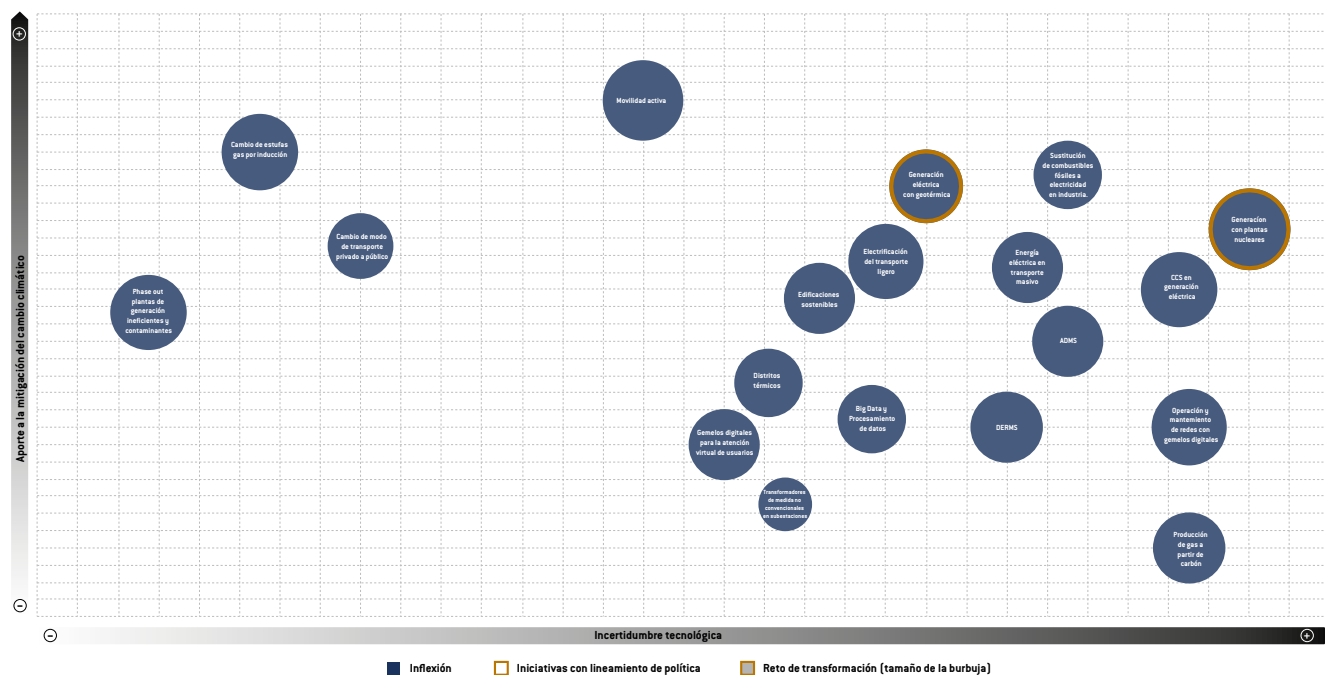 Aporte a la mitigación del cambio climático
Movilidad activa
Cambio de estufas
gas por inducción
Sustitución
de combustibles
fósiles a
electricidad
en industria.
Generación
eléctrica
con geotérmica
Generacíon
con plantas
nucleares
Cambio de modo
de transporte
privado a público
Electrificación
del transporte
ligero
Energía
eléctrica en
transporte
masivo
CCS en
generación
eléctrica
Edificaciones
sostenibles
Phase out
plantas de
generación
ineficientes y
contaminantes
ADMS
Distritos
térmicos
Big Data y
Procesamiento
de datos
DERMS
Operación y
mantemiento
de redes con
gemelos digitales
Gemelos digitales
para la atención
virtual de usuarios
Transformadores
de medida no
convencionales
en subestaciones
Producción
de gas a
partir de
carbón
Incertidumbre tecnológica
Inflexión
Iniciativas con lineamiento de política
Reto de transformación (tamaño de la burbuja)